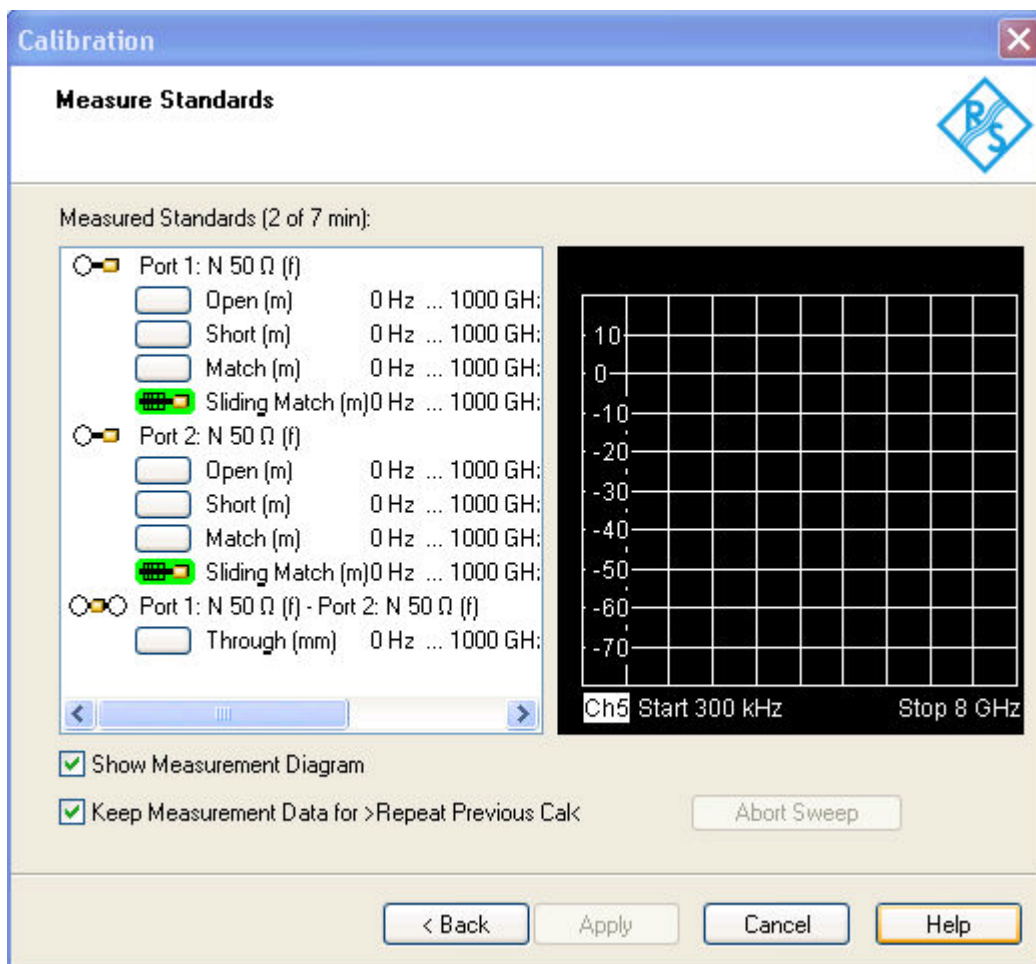 Calibration
Measure Standards
R S
Measured Standards (2 of 7 min):
Port 1: N 50 Ω (f)
Open (m) 0 Hz ... 1000 GH
Short (m) 0 Hz ... 1000 GH
Match (m) 0 Hz ... 1000 GH
Sliding Match (m) 0 Hz ... 1000 GH
Port 2: N 50 Ω (f)
Open (m) 0 Hz ... 1000 GH
Short (m) 0 Hz ... 1000 GH
Match (m) 0 Hz ... 1000 GH
Sliding Match (m) 0 Hz ... 1000 GH
Port 1: N 50 Ω (f) - Port 2: N 50 Ω (f)
Through (mm) 0 Hz ... 1000 GH
10
0
-10
-20
-30
-40
-50
-60
-70
Ch5 Start 300 kHz Stop 8 GHz
Show Measurement Diagram
Keep Measurement Data for >Repeat Previous Cal<
Abort Sweep
< Back
Apply
Cancel
Help